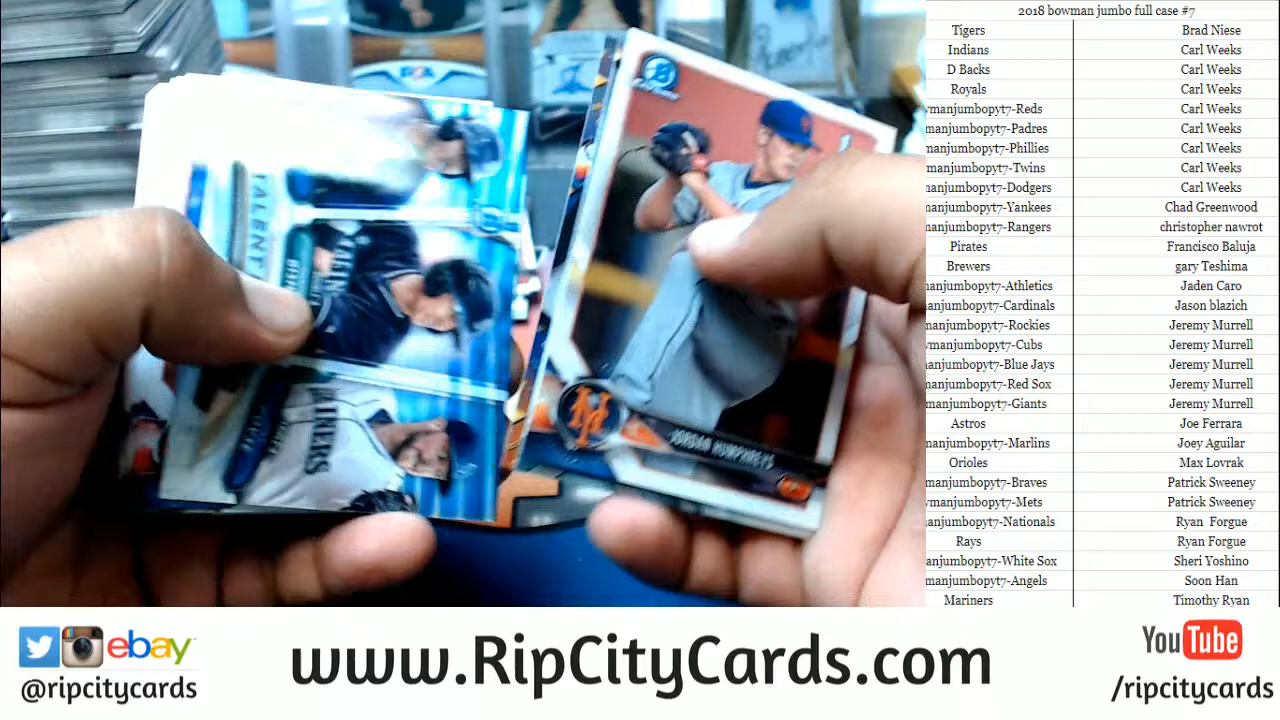 2018 bowman jumbo full case #7
Tigers Brad Niese
Indians Carl Weeks
D Backs Carl Weeks
Royals Carl Weeks
manjumbopyt7-Reds Carl Weeks
manjumbopyt7-Padres Carl Weeks
manjumbopyt7-Phillies Carl Weeks
manjumbopyt7-Twins Carl Weeks
manjumbopyt7-Dodgers Carl Weeks
manjumbopyt7-Yankees Chad Greenwood
manjumbopyt7-Rangers christopher nawrot
Pirates Francisco Baluja
Brewers gary Teshima
manjumbopyt7-Athletics Jaden Caro
manjumbopyt7-Cardinals Jason blazich
manjumbopyt7-Rockies Jeremy Murrell
manjumbopyt7-Cubs Jeremy Murrell
manjumbopyt7-Blue Jays Jeremy Murrell
manjumbopyt7-Red Sox Jeremy Murrell
manjumbopyt7-Giants Jeremy Murrell
Astros Joe Ferrara
manjumbopyt7-Marlins Joey Aguilar
Orioles Max Lovrak
manjumbopyt7-Braves Patrick Sweeney
manjumbopyt7-Mets Patrick Sweeney
manjumbopyt7-Nationals Ryan Forgue
Rays Ryan Forgue
anjumbopyt7-White Sox Sheri Yoshino
manjumbopyt7-Angels Soon Han
Mariners Timothy Ryan
TALENT
JORDAN HUMPHREYS
ebay
@ripcitycards
www.RipCityCards.com
YouTube
/ripcitycards